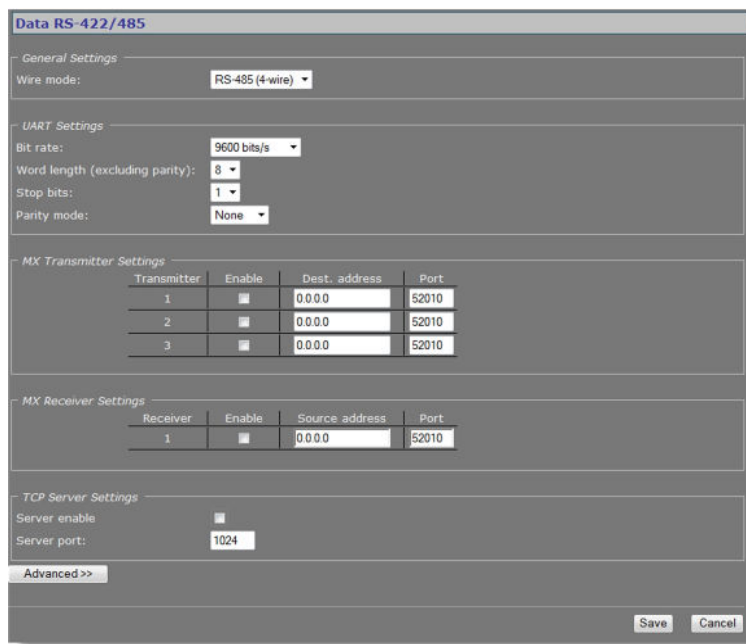 Data RS-422/485
General Settings
Wire mode: RS-485 (4-wire)
UART Settings
Bit rate: 9600 bits/s
Word length (excluding parity): 8
Stop bits: 1
Parity mode: None
MX Transmitter Settings
Transmitter Enable Dest. address Port
1 0.0.0.0 52010
2 0.0.0.0 52010
3 0.0.0.0 52010
MX Receiver Settings
Receiver Enable Source address Port
1 0.0.0.0 52010
TCP Server Settings
Server enable
Server port: 1024
Advanced >>
Save Cancel